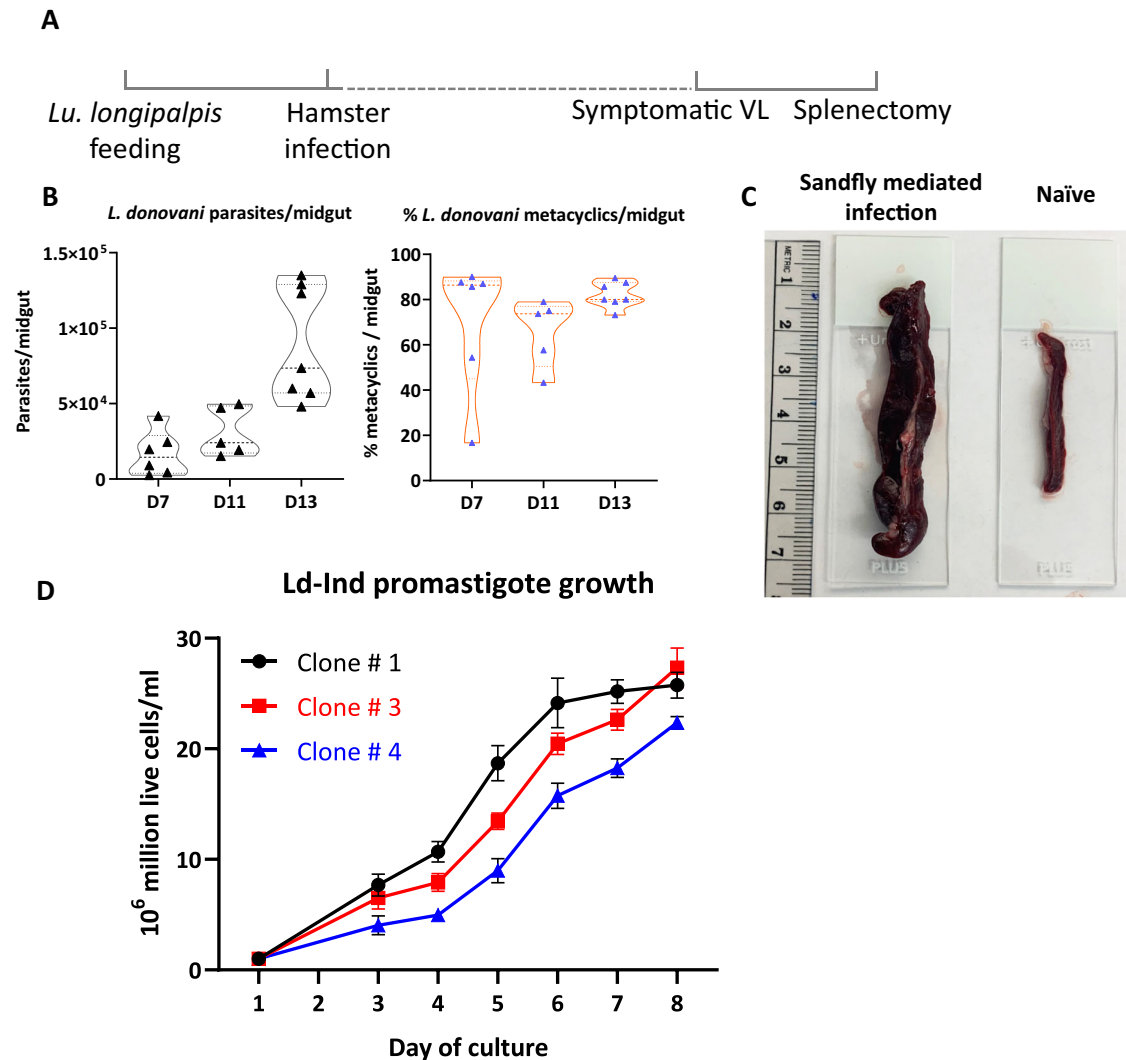 A
Lu. longipalpis
feeding
Hamster
infection
Symptomatic VL
Splenectomy
B
L. donovani parasites/midgut
Parasites/midgut
1.5×10⁵
1×10⁵
5×10⁴
0
D7
D11
D13
% L. donovani metacyclics/midgut
% metacyclics / midgut
100
80
60
40
20
0
D7
D11
D13
C
Sandfly mediated
infection
Naïve
METRIC
1
2
3
4
5
6
7
PLUS
PLUS
D
Ld-Ind promastigote growth
10⁶ million live cells/ml
30
20
10
0
Clone # 1
Clone # 3
Clone # 4
1
2
3
4
5
6
7
8
Day of culture